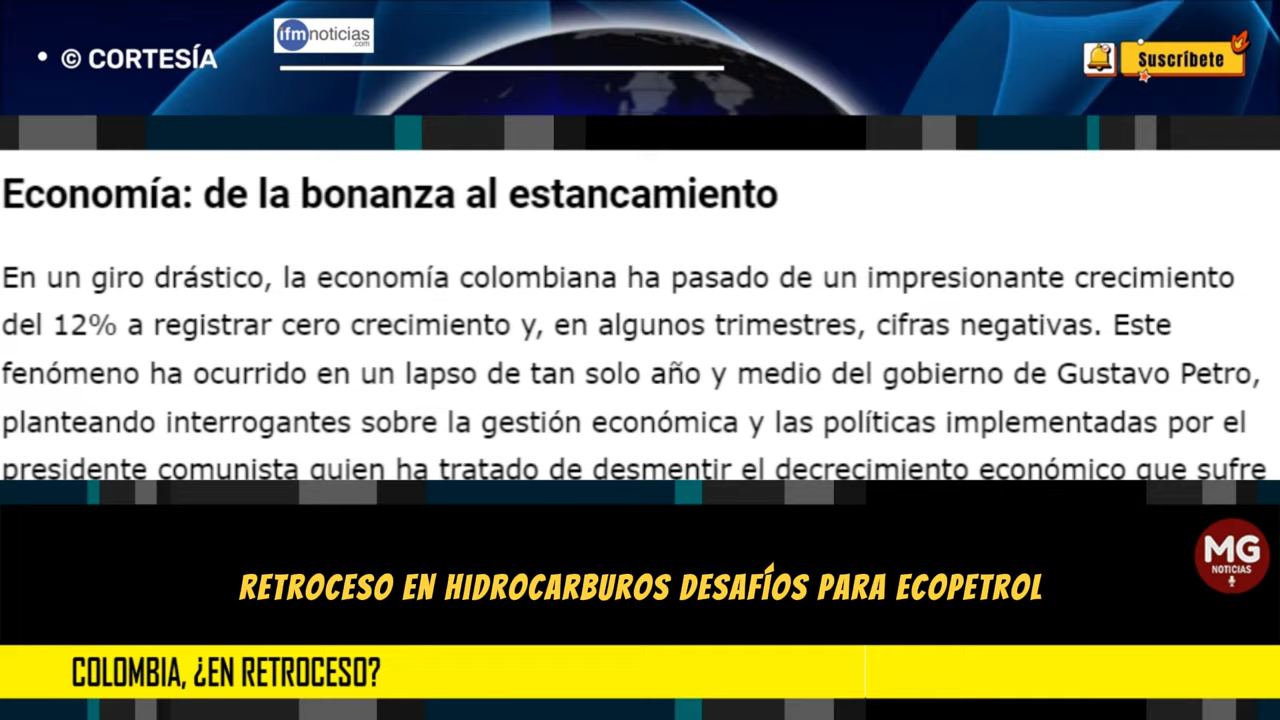 • © CORTESÍA
ifmnoticias
.com
Suscríbete
Economía: de la bonanza al estancamiento
En un giro drástico, la economía colombiana ha pasado de un impresionante crecimiento
del 12% a registrar cero crecimiento y, en algunos trimestres, cifras negativas. Este
fenómeno ha ocurrido en un lapso de tan solo año y medio del gobierno de Gustavo Petro,
planteando interrogantes sobre la gestión económica y las políticas implementadas por el
presidente comunista quien ha tratado de desmentir el decrecimiento económico que sufre
MG
NOTICIAS
RETROCESO EN HIDROCARBUROS DESAFÍOS PARA ECOPETROL
COLOMBIA, ¿EN RETROCESO?